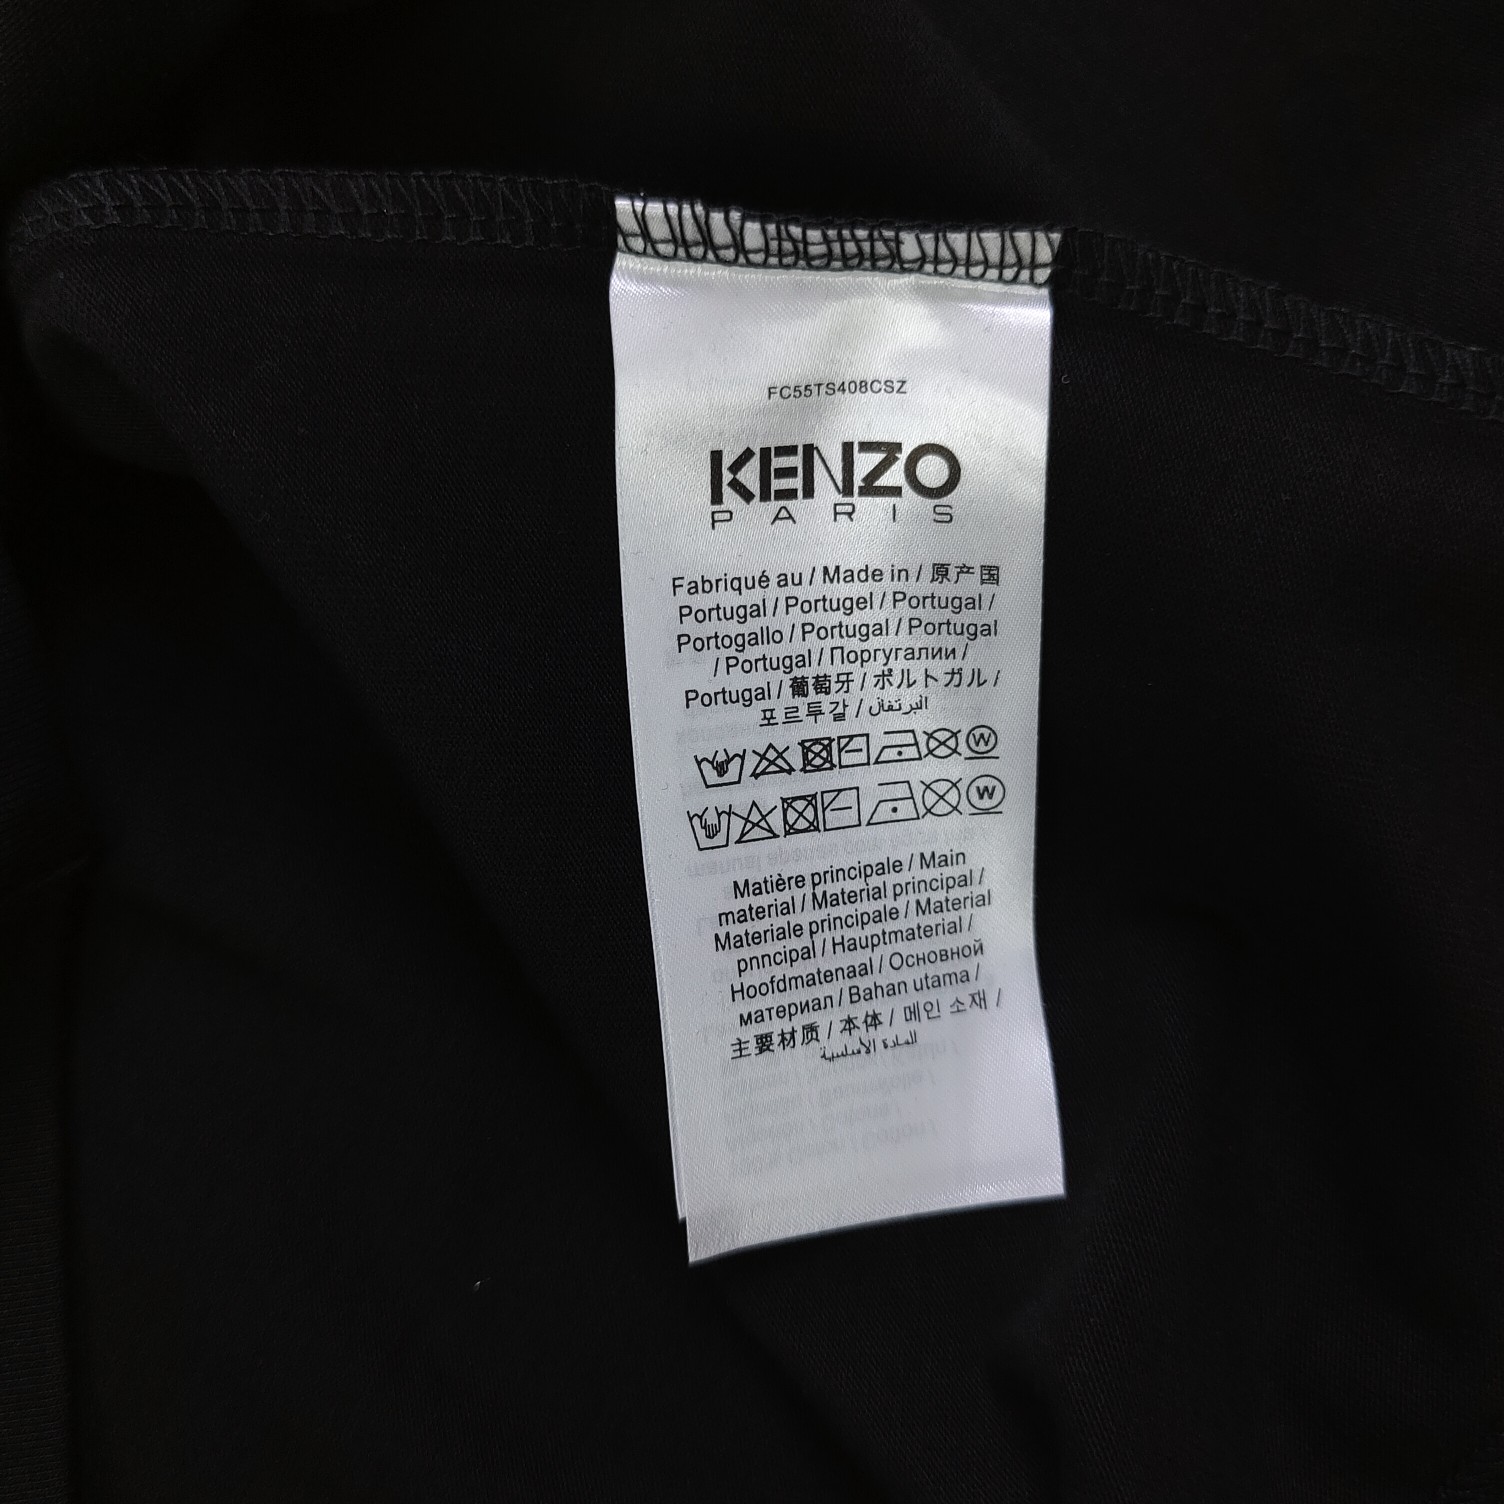 FC55TS408CSZ
KENZO
PARIS
Fabriqué au / Made in / 原产国
Portugal / Portugel / Portugal /
Portogallo / Portugal / Portugal
/ Portugal / Поргугалии /
Portugal / 葡萄牙 / ポルトガル /
포르투갈 / البرتغال
W
W
Matière principale / Main
material / Material principal /
Materiale principale / Material
pnncipal / Hauptmaterial /
Hoofdmatenaal / Основной
материал / Bahan utama /
主要材质 / 本体 / 메인 소재 /
المادة الأساسية